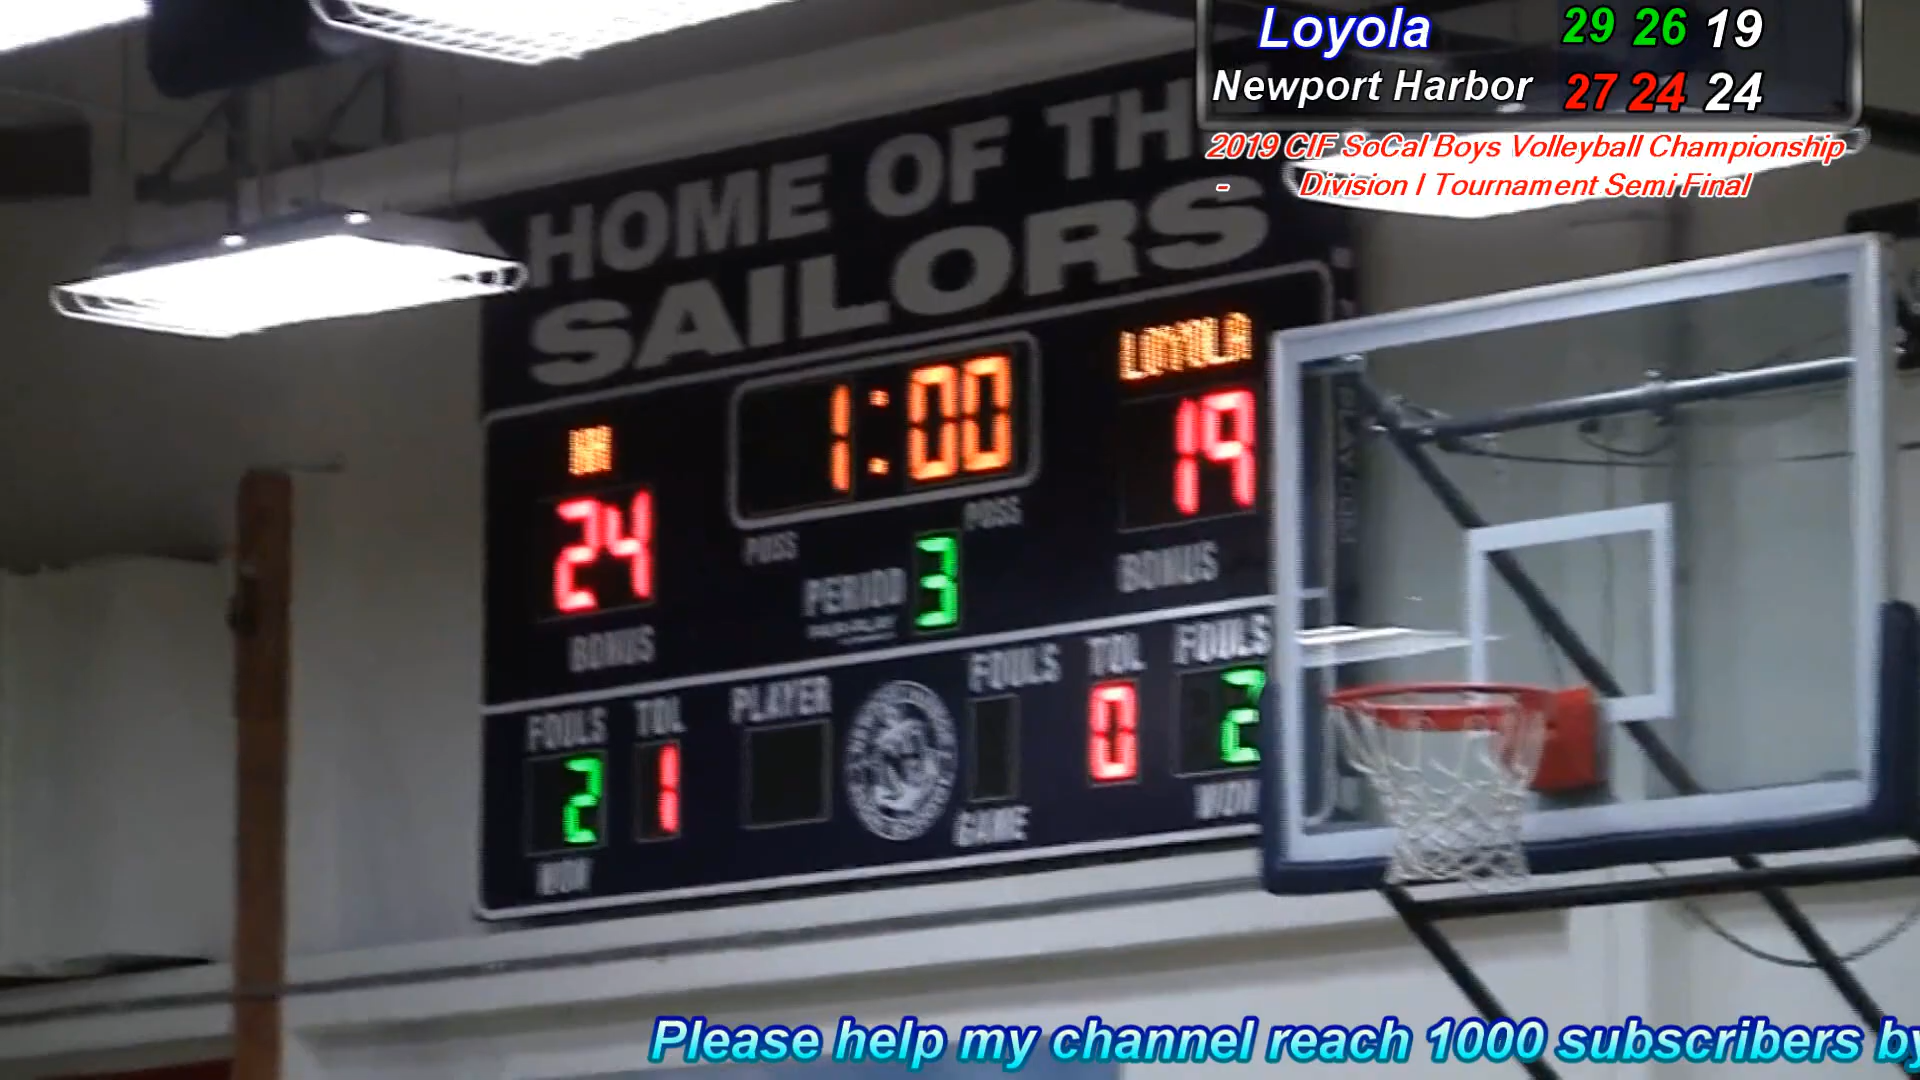 Loyola 29 26 19
Newport Harbor 27 24 24
2019 CIF SoCal Boys Volleyball Championship
- Division I Tournament Semi Final
HOME OF TH
SAILORS
LOYOLA
1:00
19
24
POSS
POSS
PERIOD 3
BONUS
BONUS
FOULS TOL PLAYER FOULS TOL FOULS
2 1 0 2
WON GAME WON
Please help my channel reach 1000 subscribers by